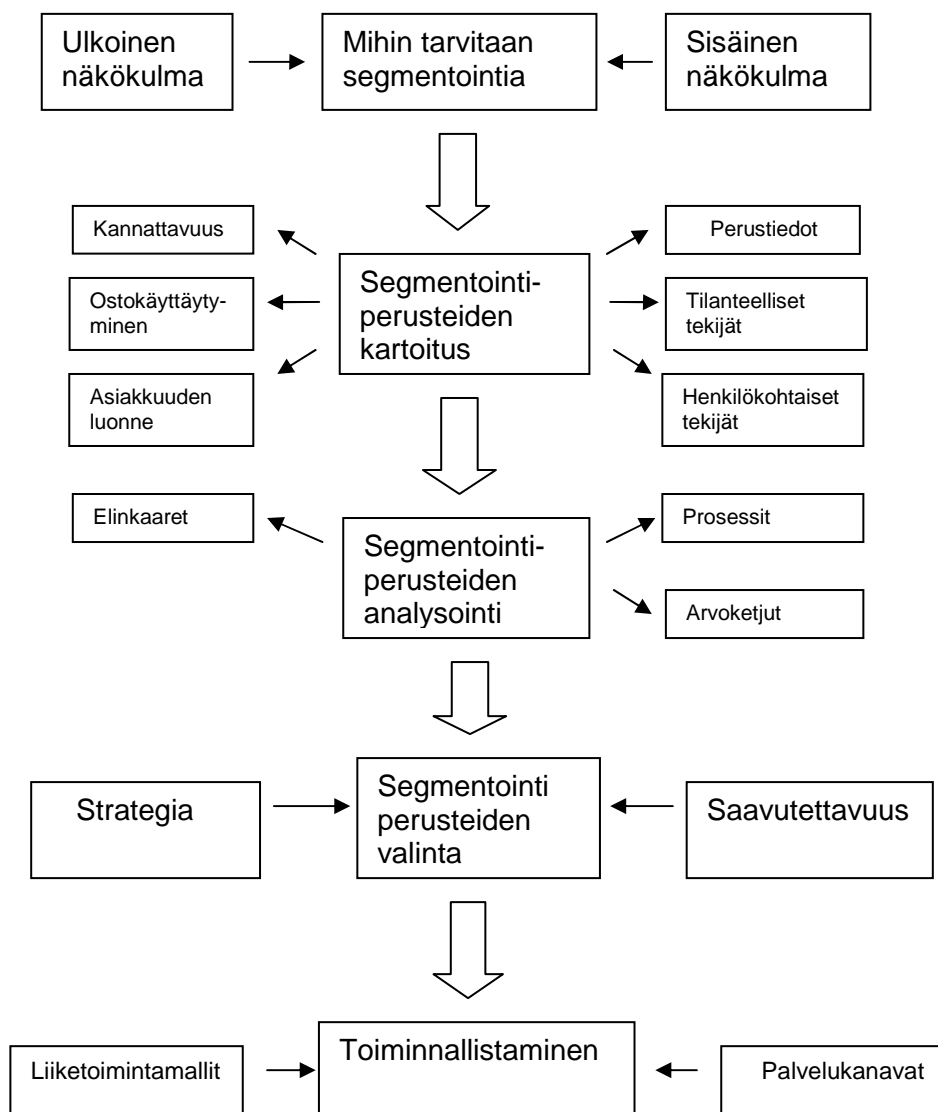 Ulkoinen
näkökulma
Mihin tarvitaan
segmentointia
Sisäinen
näkökulma
Kannattavuus
Perustiedot
Ostokäyttäyty-
minen
Segmentointi-
perusteiden
kartoitus
Tilanteelliset
tekijät
Asiakkuuden
luonne
Henkilökohtaiset
tekijät
Elinkaaret
Segmentointi-
perusteiden
analysointi
Prosessit
Arvoketjut
Strategia
Segmentointi
perusteiden
valinta
Saavutettavuus
Liiketoimintamallit
Toiminnallistaminen
Palvelukanavat